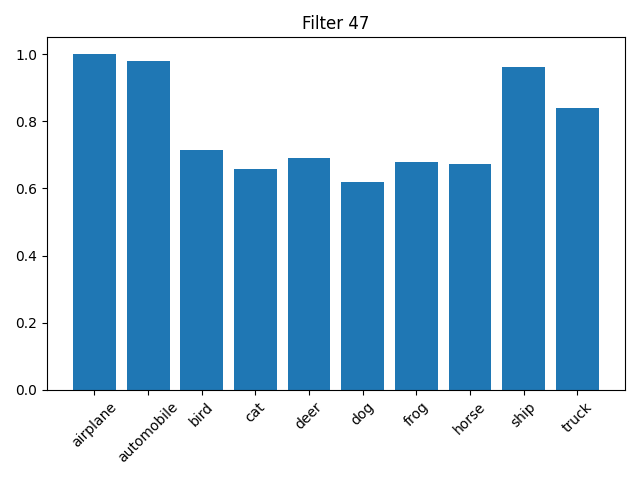 Filter 47
1.0
0.8
0.6
0.4
0.2
0.0
airplane
automobile
bird
cat
deer
dog
frog
horse
ship
truck